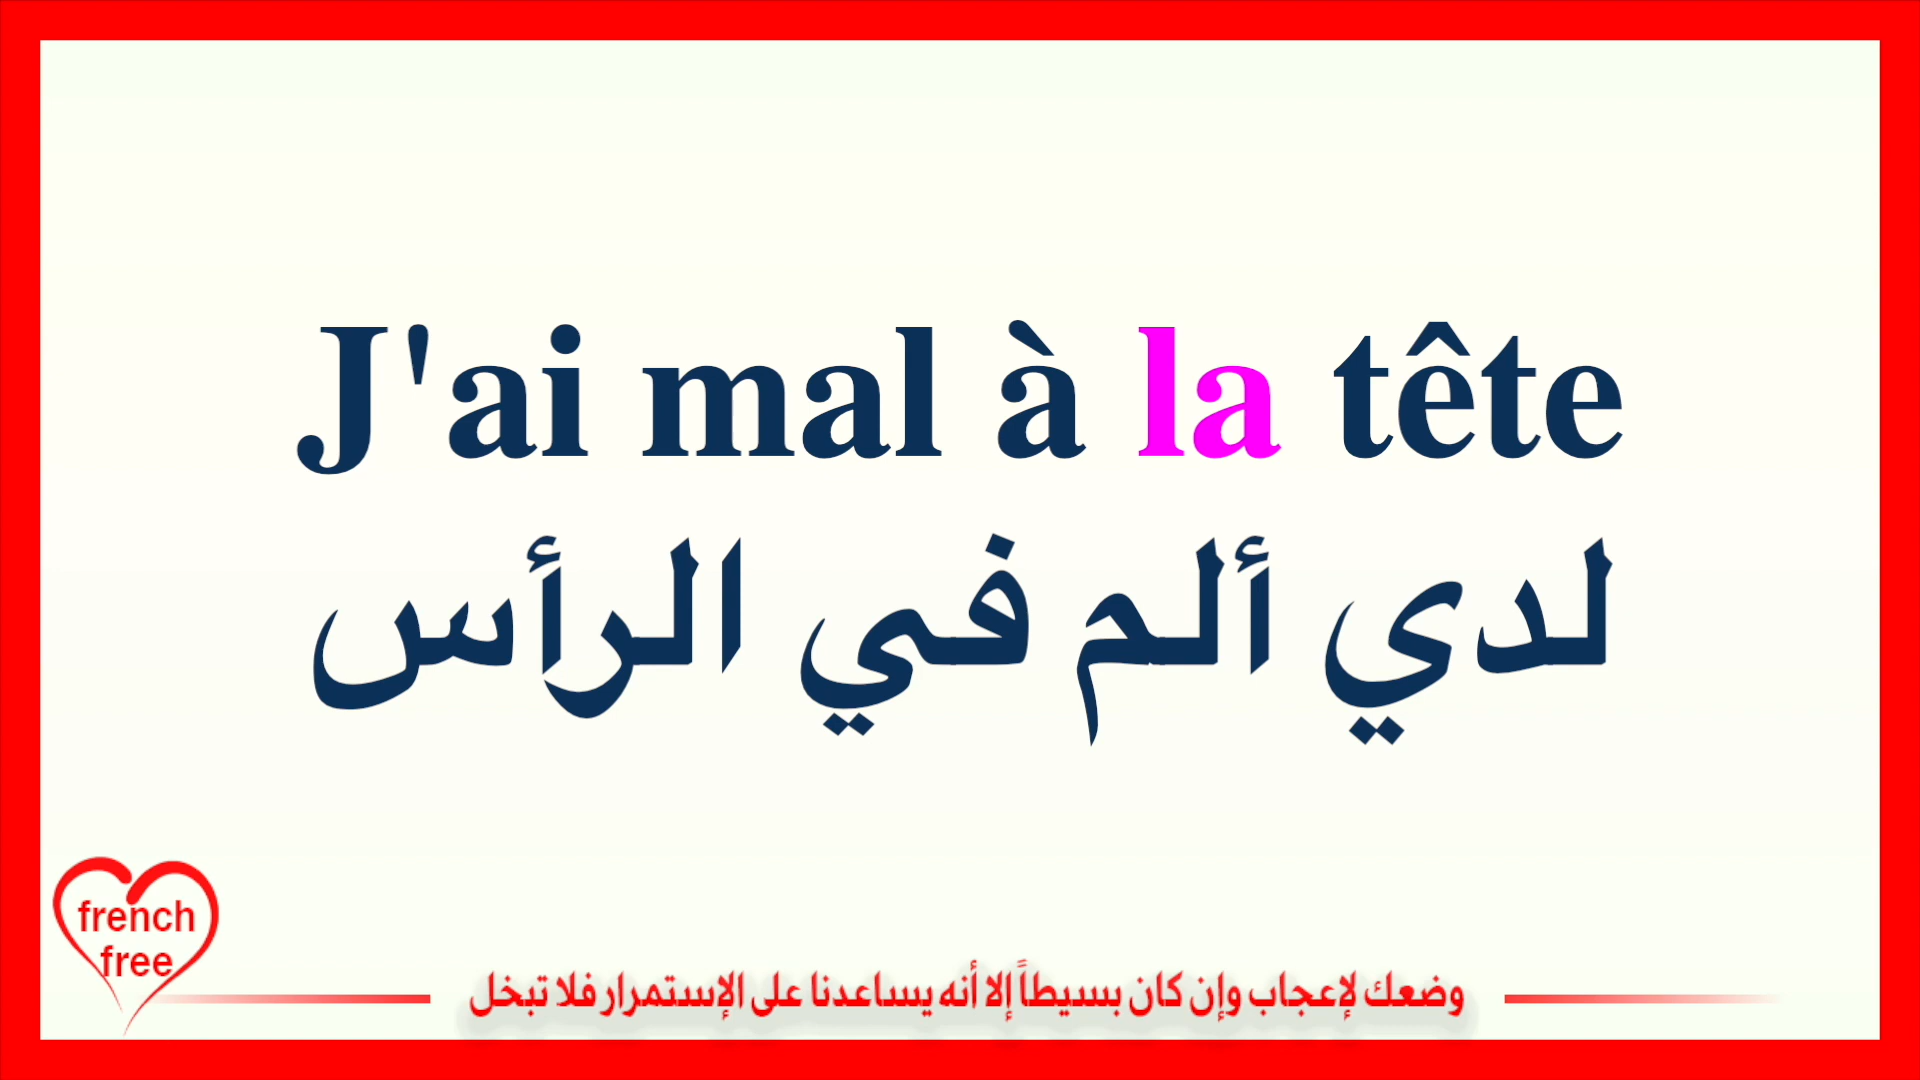 J'ai mal à la tête
لدي ألم في الرأس
french
free
وضعك لإعجاب وإن كان بسيطاً إلا أنه يساعدنا على الإستمرار فلا تبخل